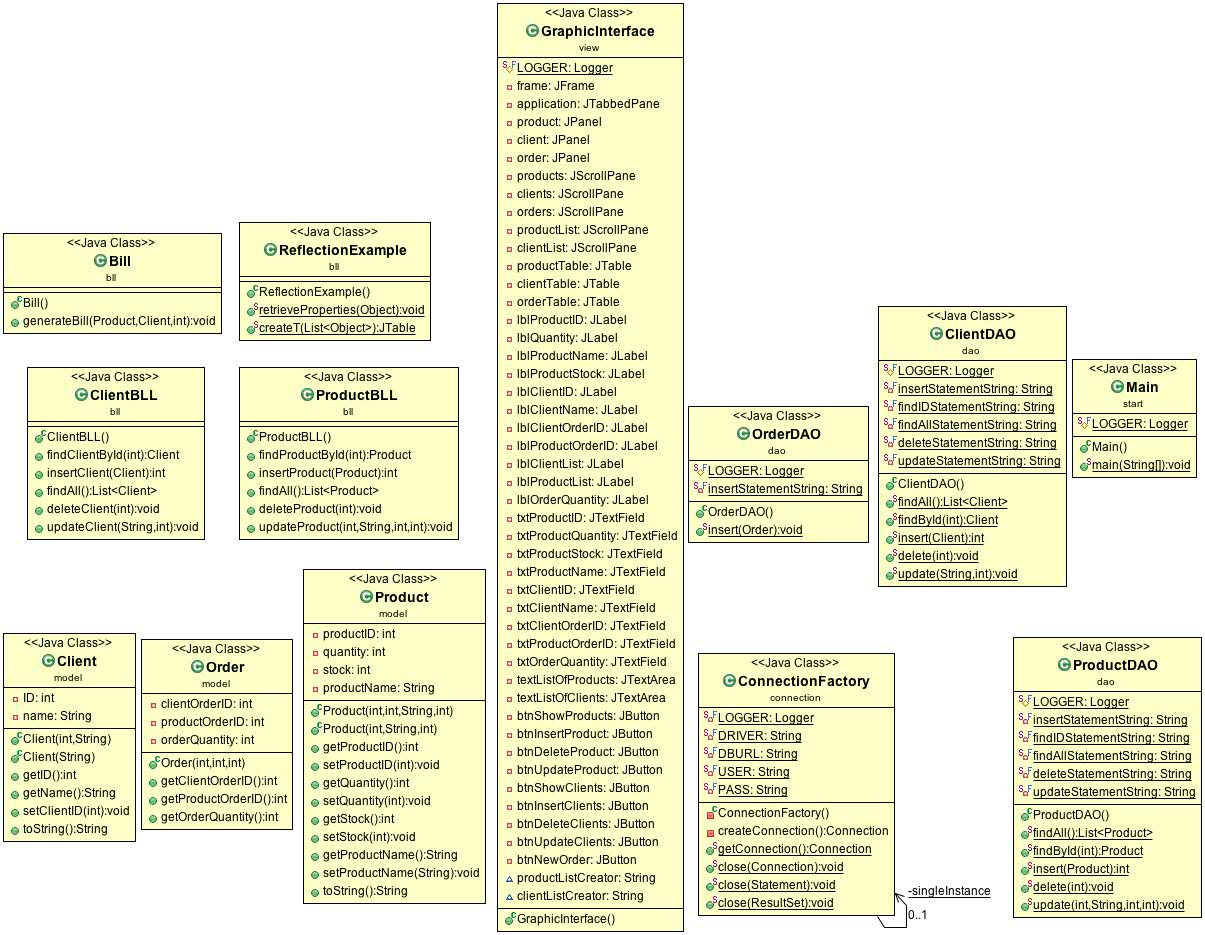 <<Java Class>>
GraphicInterface
view
LOGGER: Logger
frame: JFrame
application: JTabbedPane
product: JPanel
client: JPanel
order: JPanel
products: JScrollPane
clients: JScrollPane
orders: JScrollPane
productList: JScrollPane
clientList: JScrollPane
productTable: JTable
clientTable: JTable
orderTable: JTable
lblProductID: JLabel
lblQuantity: JLabel
lblProductName: JLabel
lblProductStock: JLabel
lblClientID: JLabel
lblClientName: JLabel
lblClientOrderID: JLabel
lblProductOrderID: JLabel
lblClientList: JLabel
lblProductList: JLabel
lblOrderQuantity: JLabel
txtProductID: JTextField
txtProductQuantity: JTextField
txtProductStock: JTextField
txtProductName: JTextField
txtClientID: JTextField
txtClientName: JTextField
txtClientOrderID: JTextField
txtProductOrderID: JTextField
txtOrderQuantity: JTextField
textListOfProducts: JTextArea
textListOfClients: JTextArea
btnShowProducts: JButton
btnInsertProduct: JButton
btnDeleteProduct: JButton
btnUpdateProduct: JButton
btnShowClients: JButton
btnInsertClients: JButton
btnDeleteClients: JButton
btnUpdateClients: JButton
btnNewOrder: JButton
productListCreator: String
clientListCreator: String
GraphicInterface()
<<Java Class>>
Bill
bll
Bill()
generateBill(Product,Client,int):void
<<Java Class>>
ReflectionExample
bll
ReflectionExample()
retrieveProperties(Object):void
createT(List<Object>):JTable
<<Java Class>>
ClientBLL
bll
ClientBLL()
findClientById(int):Client
insertClient(Client):int
findAll():List<Client>
deleteClient(int):void
updateClient(String,int):void
<<Java Class>>
ProductBLL
bll
ProductBLL()
findProductById(int):Product
insertProduct(Product):int
findAll():List<Product>
deleteProduct(int):void
updateProduct(int,String,int,int):void
<<Java Class>>
OrderDAO
dao
LOGGER: Logger
insertStatementString: String
OrderDAO()
insert(Order):void
<<Java Class>>
ClientDAO
dao
LOGGER: Logger
insertStatementString: String
findIDStatementString: String
findAllStatementString: String
deleteStatementString: String
updateStatementString: String
ClientDAO()
findAll():List<Client>
findById(int):Client
insert(Client):int
delete(int):void
update(String,int):void
<<Java Class>>
Main
start
LOGGER: Logger
Main()
main(String[]):void
<<Java Class>>
Client
model
ID: int
name: String
Client(int,String)
Client(String)
getID():int
getName():String
setClientID(int):void
toString():String
<<Java Class>>
Order
model
clientOrderID: int
productOrderID: int
orderQuantity: int
Order(int,int,int)
getClientOrderID():int
getProductOrderID():int
getOrderQuantity():int
<<Java Class>>
Product
model
productID: int
quantity: int
stock: int
productName: String
Product(int,int,String,int)
Product(int,String,int)
getProductID():int
setProductID(int):void
getQuantity():int
setQuantity(int):void
getStock():int
setStock(int):void
getProductName():String
setProductName(String):void
toString():String
<<Java Class>>
ConnectionFactory
connection
LOGGER: Logger
DRIVER: String
DBURL: String
USER: String
PASS: String
ConnectionFactory()
createConnection():Connection
getConnection():Connection
close(Connection):void
close(Statement):void
close(ResultSet):void
-singleInstance
0..1
<<Java Class>>
ProductDAO
dao
LOGGER: Logger
insertStatementString: String
findIDStatementString: String
findAllStatementString: String
deleteStatementString: String
updateStatementString: String
ProductDAO()
findAll():List<Product>
findById(int):Product
insert(Product):int
delete(int):void
update(int,String,int,int):void